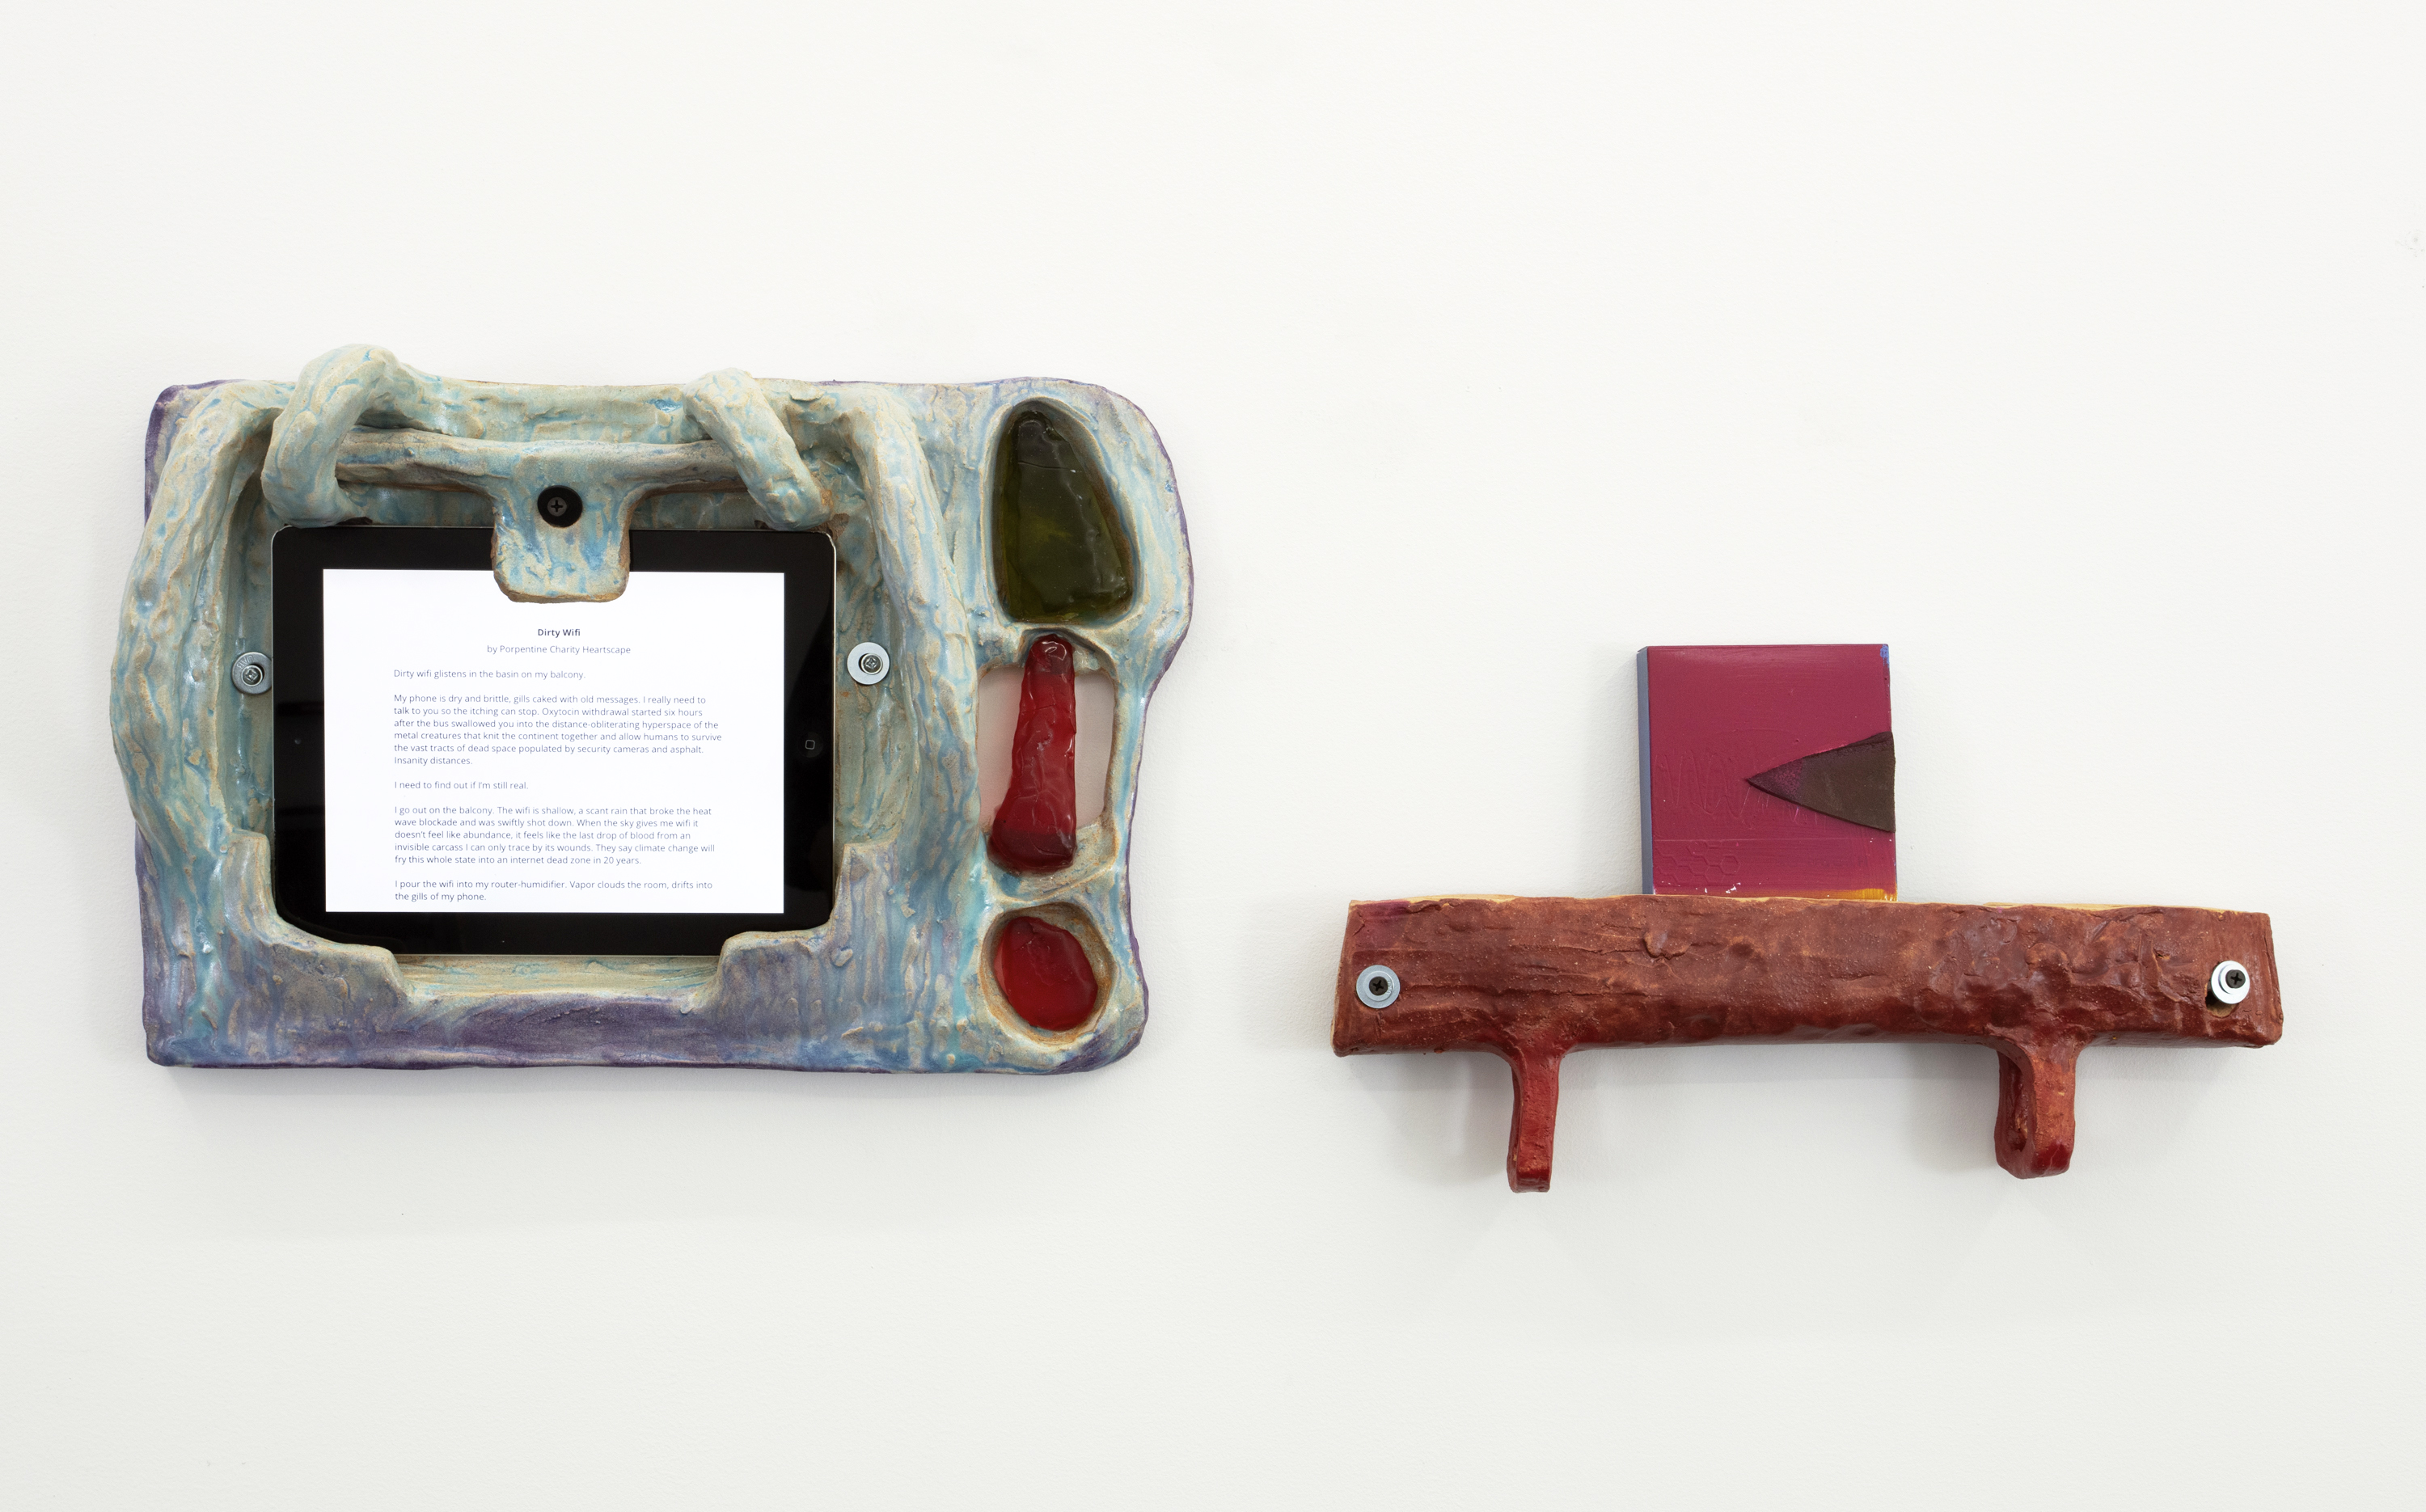 Dirty Wifi
by Porpentine Charity Heartscape
Dirty wifi glistens in the basin on my balcony.
My phone is dry and brittle, gills caked with old messages. I really need to
talk to you so the itching can stop. Oxytocin withdrawal started six hours
after the bus swallowed you into the distance-obliterating hyperspace of the
metal creatures that knit the continent together and allow humans to survive
the vast tracts of dead space populated by security cameras and asphalt.
Insanity distances.
I need to find out if I'm still real.
I go out on the balcony. The wifi is shallow, a scant rain that broke the heat
wave blockade and was swiftly shot down. When the sky gives me wifi it
doesn't feel like abundance, it feels like the last drop of blood from an
invisible carcass I can only trace by its wounds. They say climate change will
fry this whole state into an internet dead zone in 20 years.
I pour the wifi into my router-humidifier. Vapor clouds the room, drifts into
the gills of my phone.